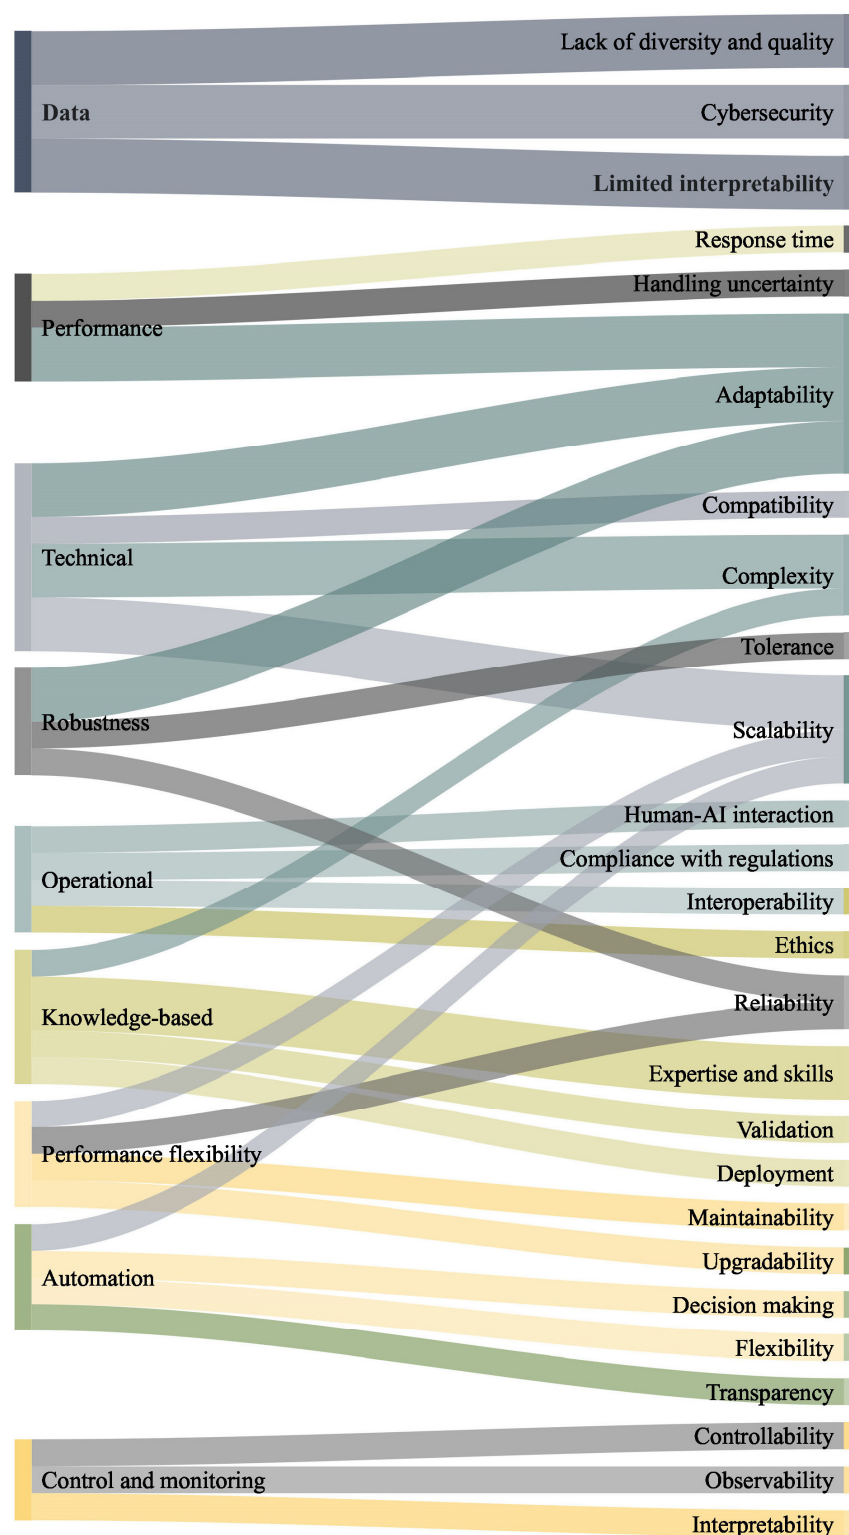 Lack of diversity and quality
Data
Cybersecurity
Limited interpretability
Response time
Handling uncertainty
Performance
Adaptability
Compatibility
Technical
Complexity
Tolerance
Robustness
Scalability
Human-AI interaction
Compliance with regulations
Operational
Interoperability
Ethics
Reliability
Knowledge-based
Expertise and skills
Validation
Performance flexibility
Deployment
Maintainability
Upgradability
Automation
Decision making
Flexibility
Transparency
Controllability
Control and monitoring
Observability
Interpretability